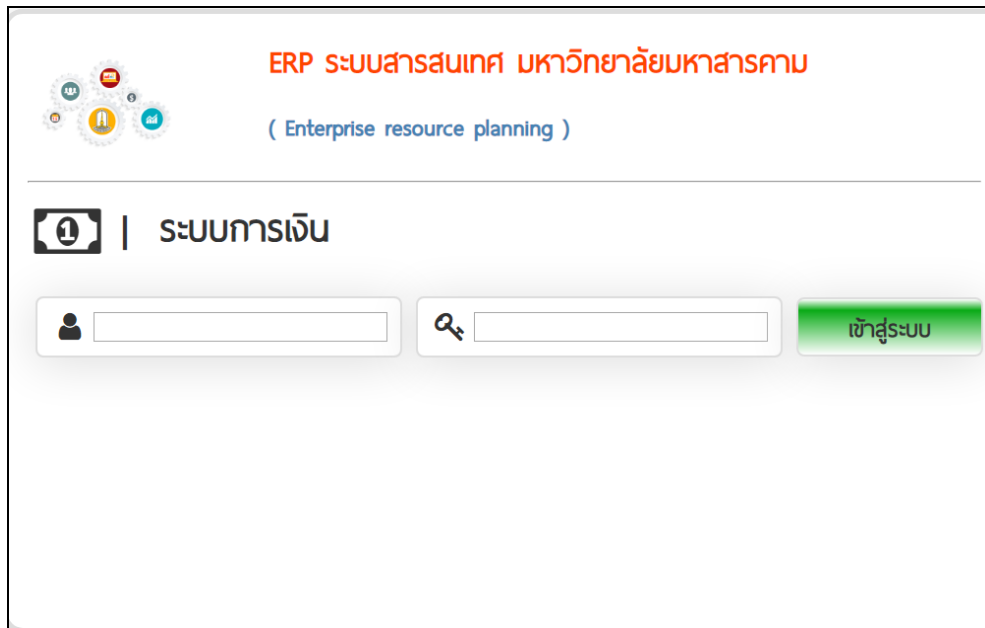 ERP ระบบสารสนเทศ มหาวิทยาลัยมหาสารคาม
( Enterprise resource planning )
1 | ระบบการเงิน
เข้าสู่ระบบ